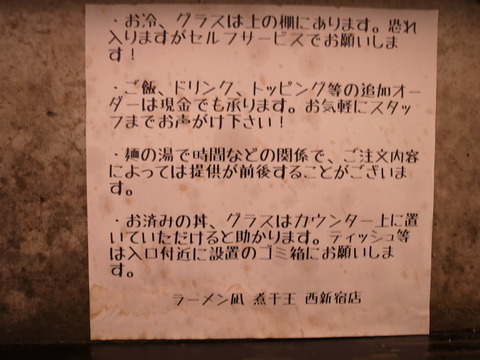 ・お冷、グラスは上の棚にあります。恐れ
入りますがセルフサービスでお願いしま
す！
・ご飯、ドリンク、トッピング等の追加オー
ダーは現金でも承ります。お気軽にスタッ
フまでお声がけ下さい！
・麺の湯で時間などの関係で、ご注文内容
によっては提供が前後することがございま
す。
・お済みの丼、グラスはカウンター上に置
いていただけると助かります。ティッシュ等
は入口付近に設置のゴミ箱にお願いしま
す。
ラーメン凪 煮干王 西新宿店